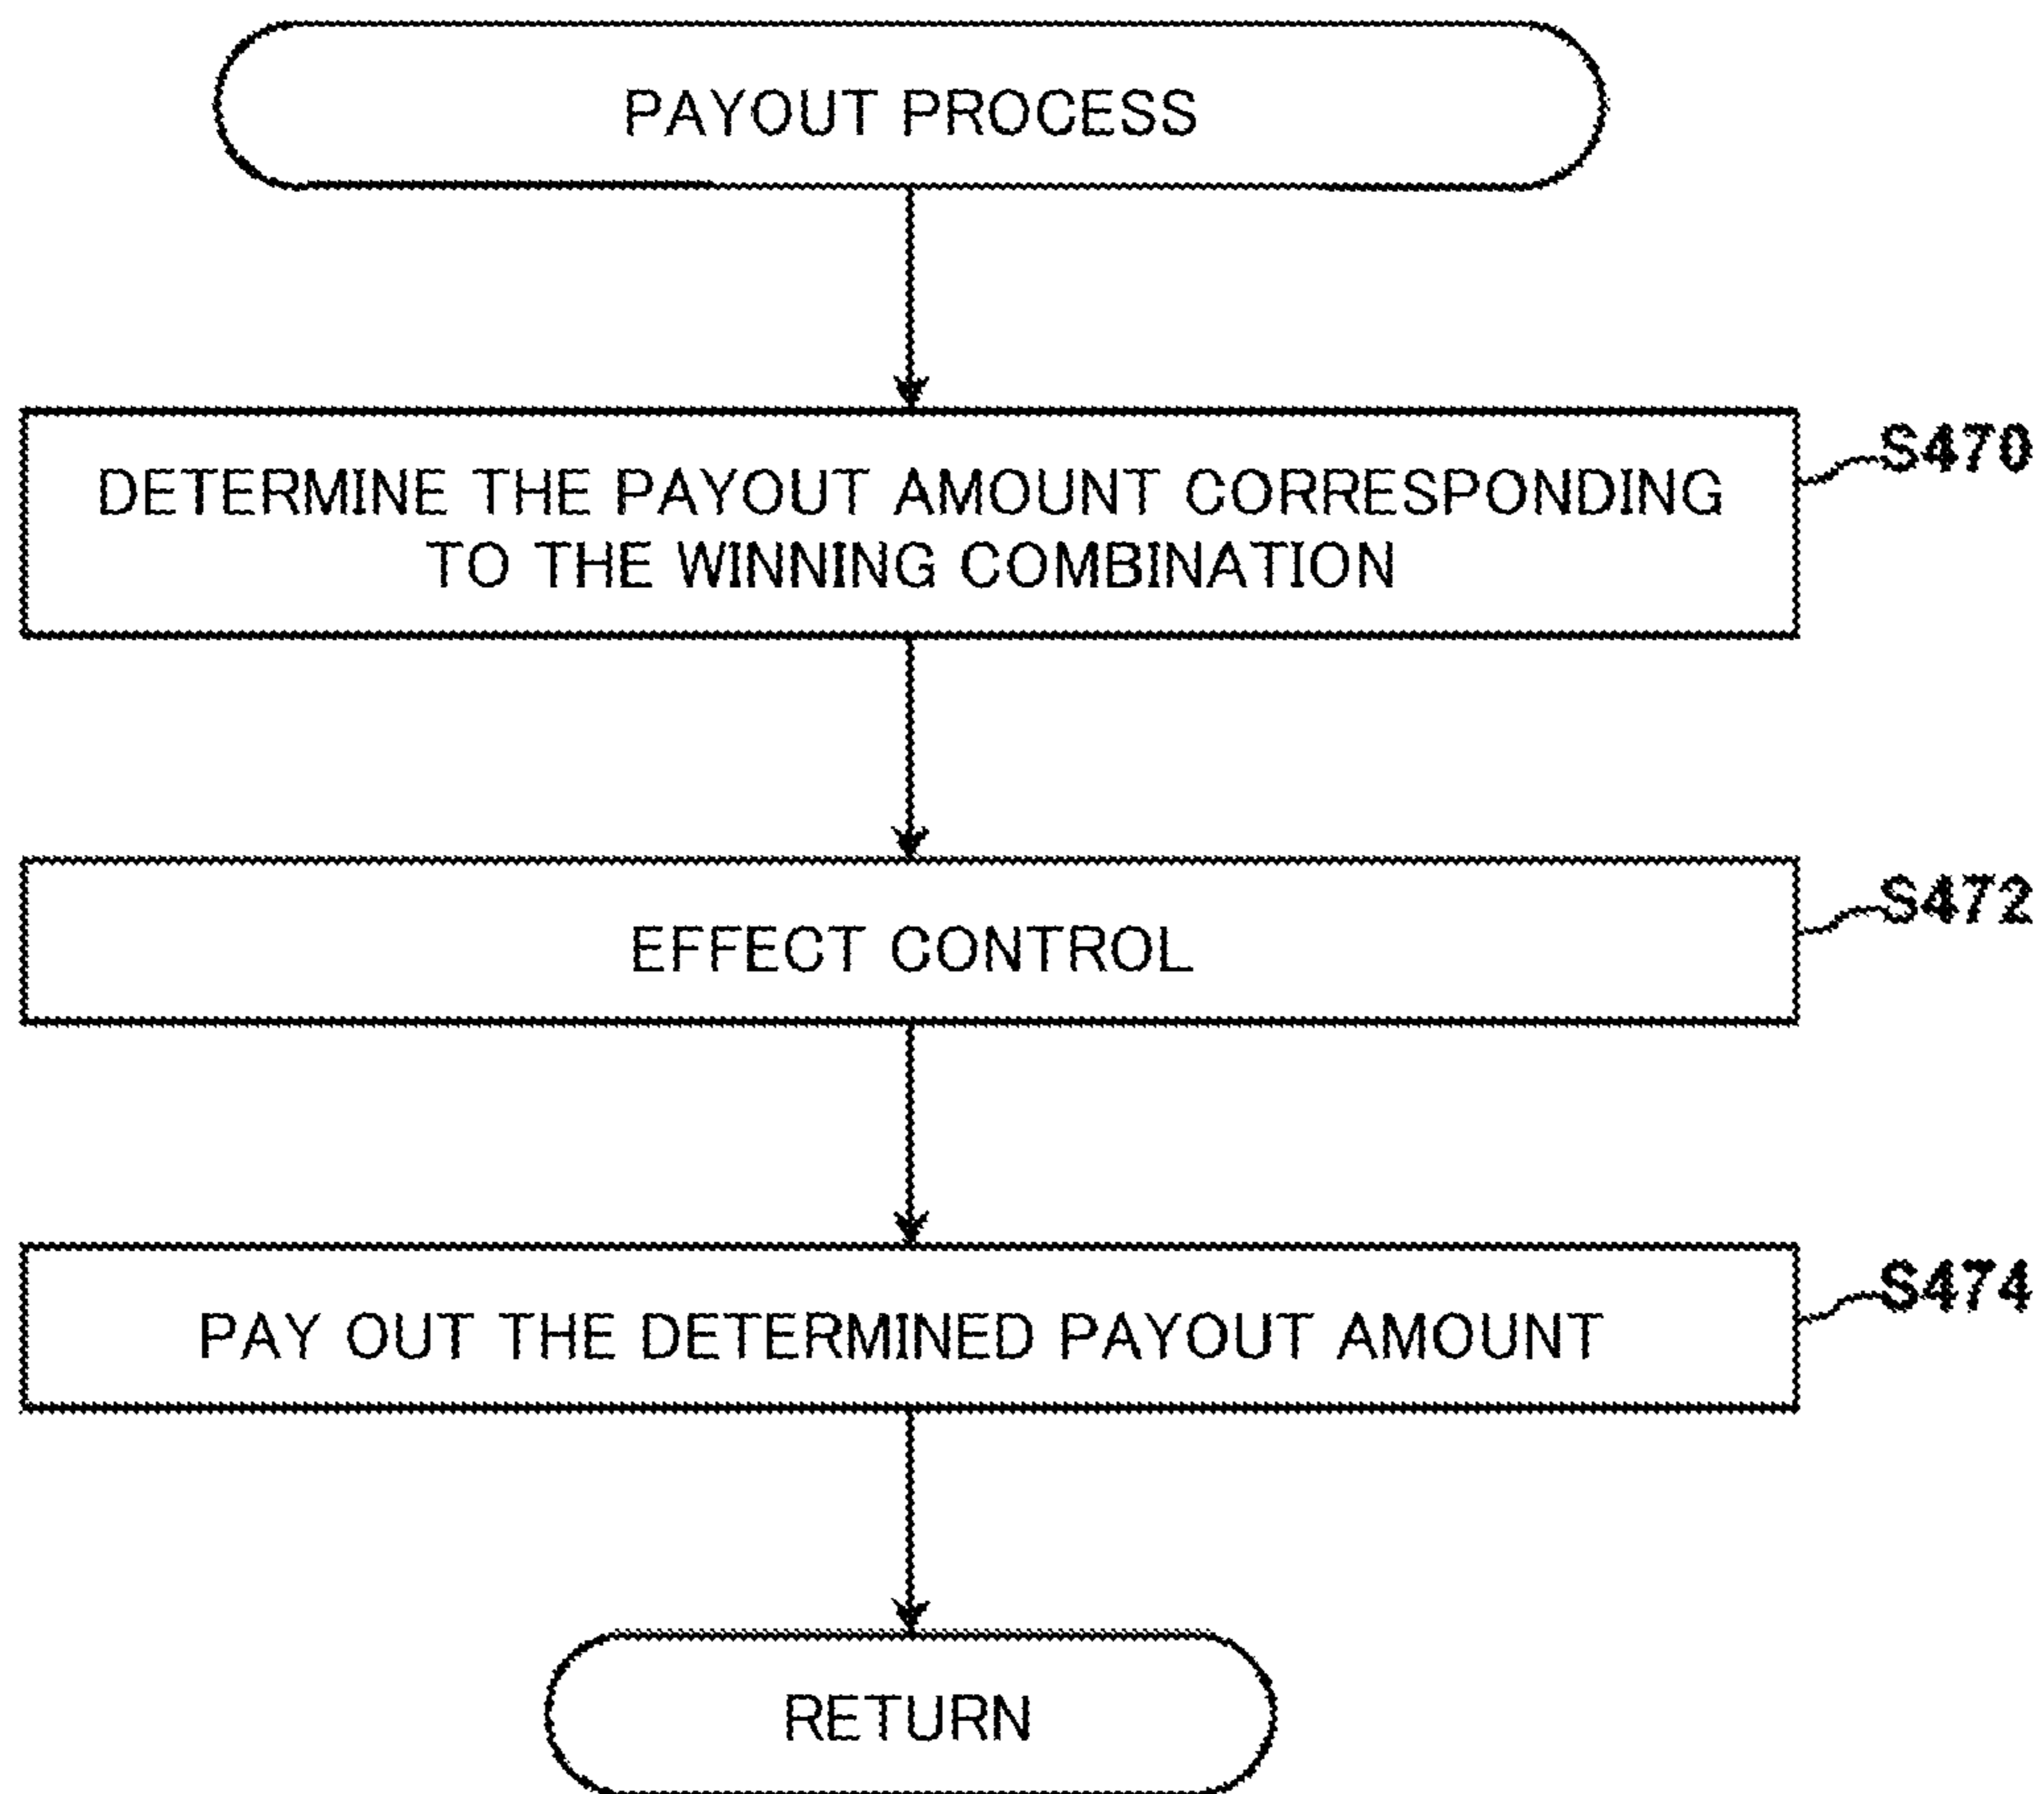 PAYOUT PROCESS
DETERMINE THE PAYOUT AMOUNT CORRESPONDING
TO THE WINNING COMBINATION
S470
EFFECT CONTROL
S472
PAY OUT THE DETERMINED PAYOUT AMOUNT
S474
RETURN